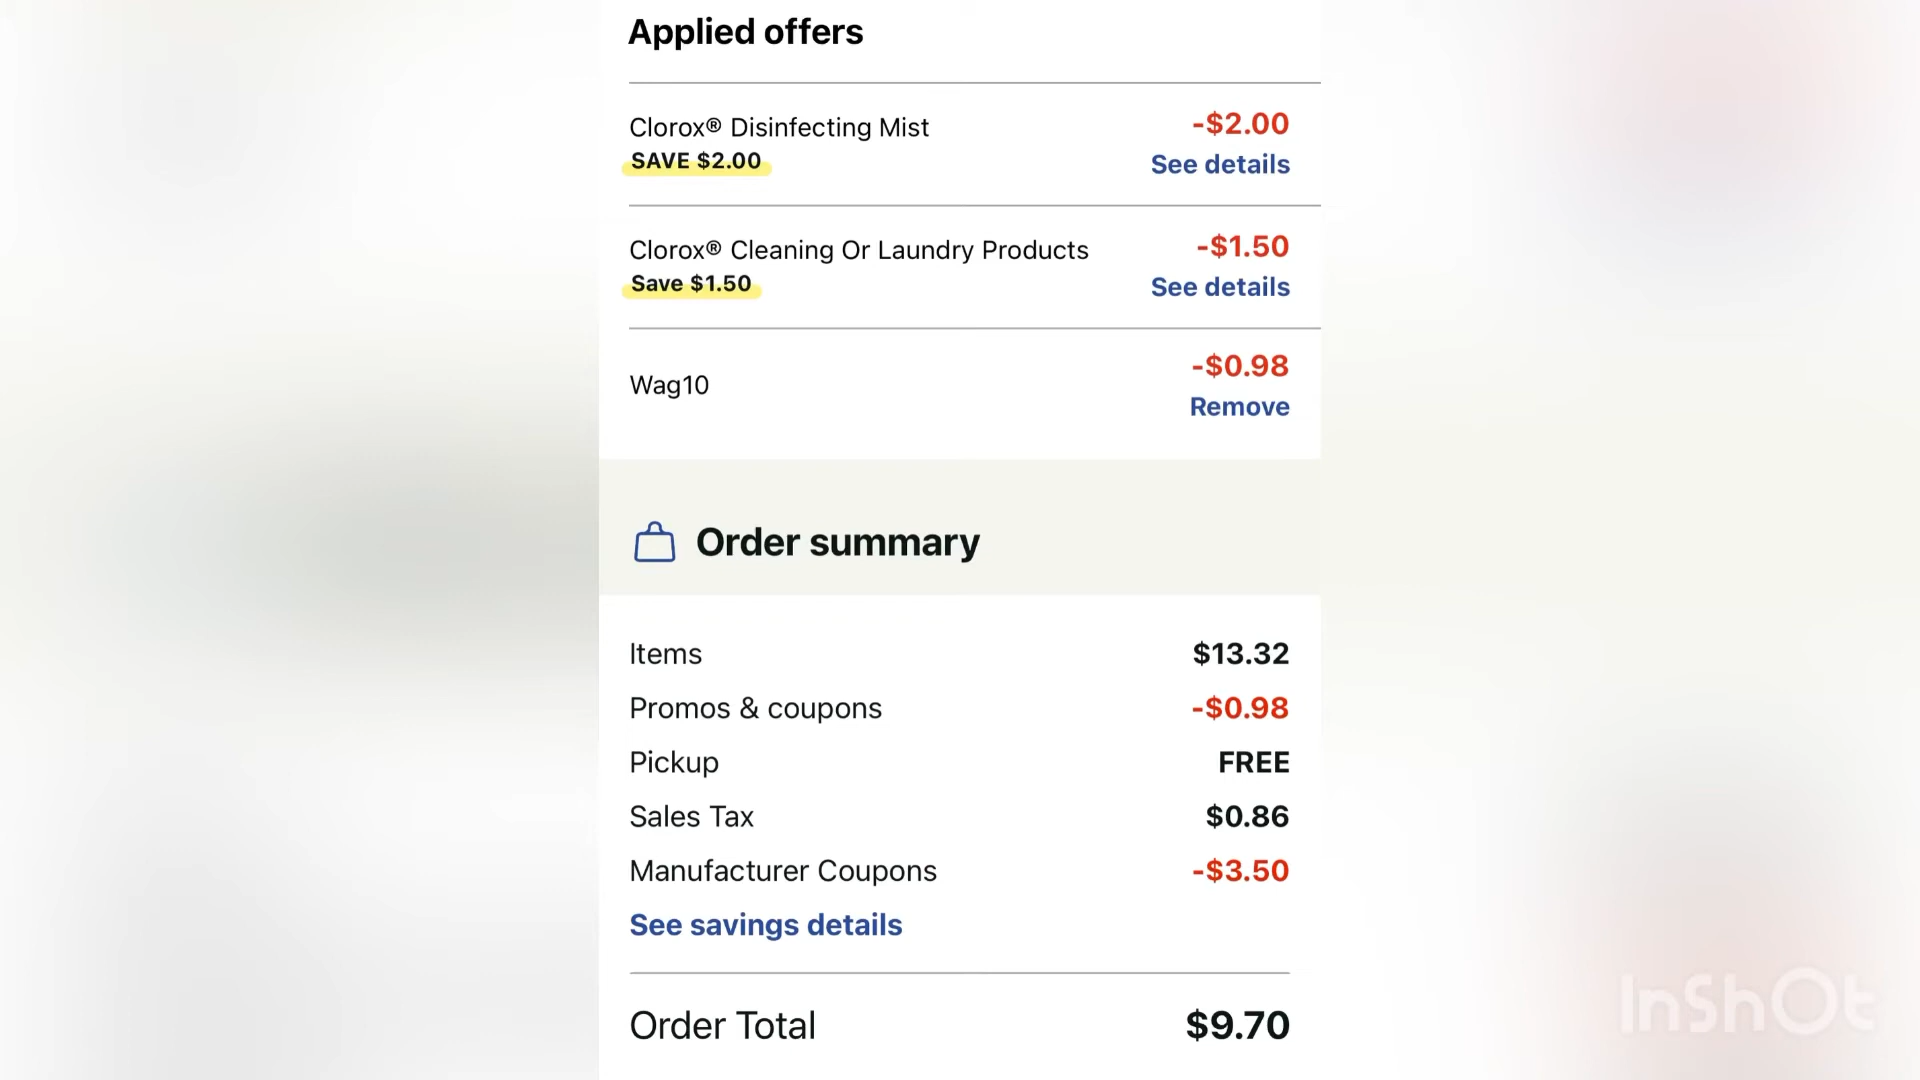 Applied offers
Clorox® Disinfecting Mist -$2.00
SAVE $2.00 See details
Clorox® Cleaning Or Laundry Products -$1.50
Save $1.50 See details
Wag10 -$0.98
Remove
Order summary
Items $13.32
Promos & coupons -$0.98
Pickup FREE
Sales Tax $0.86
Manufacturer Coupons -$3.50
See savings details
Order Total $9.70
InShOt